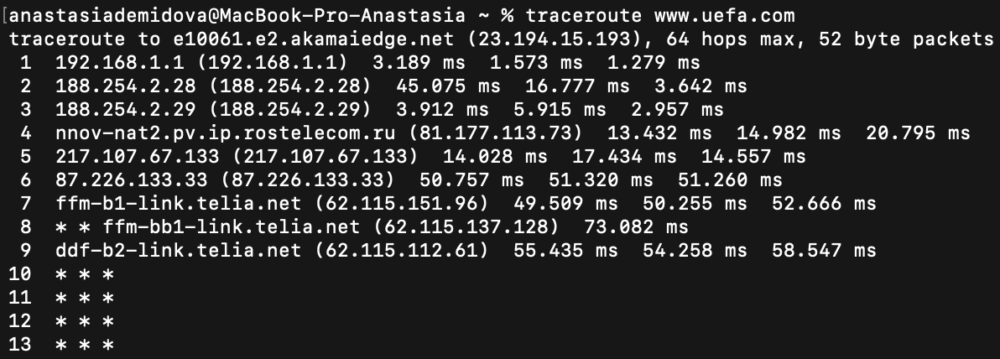 [anastasiademidova@MacBook-Pro-Anastasia ~ % traceroute www.uefa.com
traceroute to e10061.e2.akamaiedge.net (23.194.15.193), 64 hops max, 52 byte packets
 1  192.168.1.1 (192.168.1.1)  3.189 ms  1.573 ms  1.279 ms
 2  188.254.2.28 (188.254.2.28)  45.075 ms  16.777 ms  3.642 ms
 3  188.254.2.29 (188.254.2.29)  3.912 ms  5.915 ms  2.957 ms
 4  nnov-nat2.pv.ip.rostelecom.ru (81.177.113.73)  13.432 ms  14.982 ms  20.795 ms
 5  217.107.67.133 (217.107.67.133)  14.028 ms  17.434 ms  14.557 ms
 6  87.226.133.33 (87.226.133.33)  50.757 ms  51.320 ms  51.260 ms
 7  ffm-b1-link.telia.net (62.115.151.96)  49.509 ms  50.255 ms  52.666 ms
 8  * * ffm-bb1-link.telia.net (62.115.137.128)  73.082 ms
 9  ddf-b2-link.telia.net (62.115.112.61)  55.435 ms  54.258 ms  58.547 ms
10  * * *
11  * * *
12  * * *
13  * * *